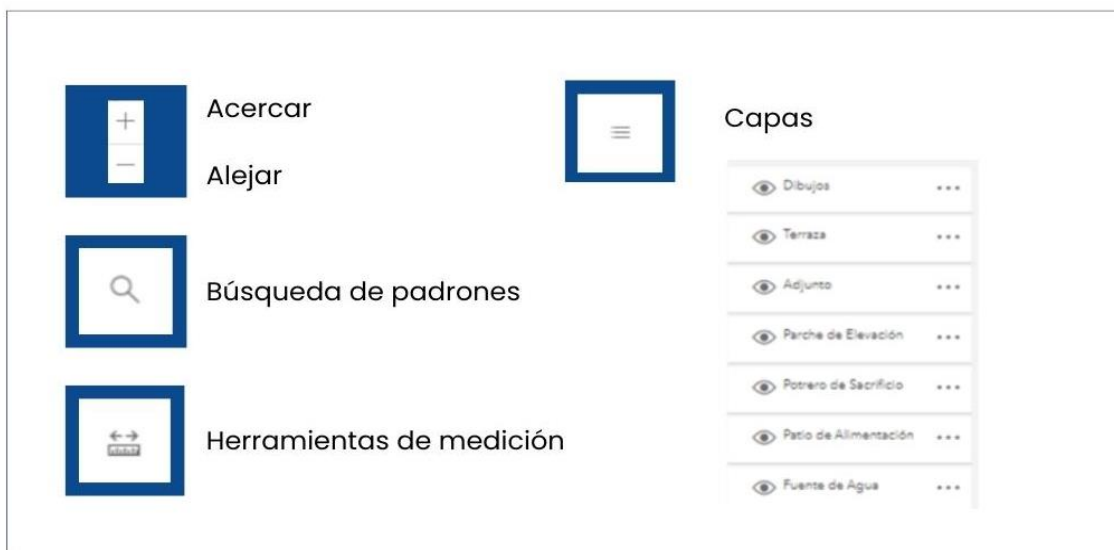 Acercar
Alejar
Búsqueda de padrones
Herramientas de medición
Capas
Dibujos
Terraza
Adjunto
Parche de Elevación
Potrero de Sacrificio
Patio de Alimentación
Fuente de Agua